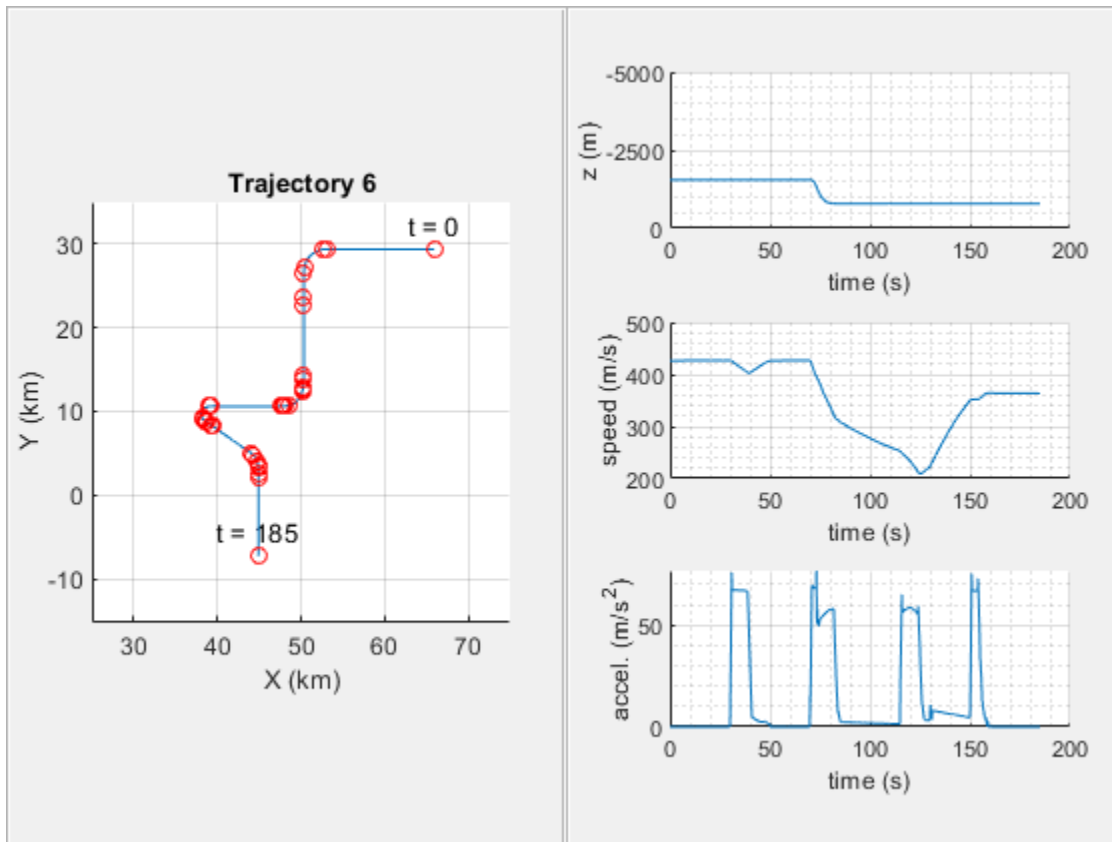 Trajectory 6
t = 0
t = 185
30
20
10
0
-10
Y (km)
30 40 50 60 70
X (km)
-5000
-2500
0
z (m)
0 50 100 150 200
time (s)
500
400
300
200
speed (m/s)
0 50 100 150 200
time (s)
50
0
accel. (m/s²)
0 50 100 150 200
time (s)